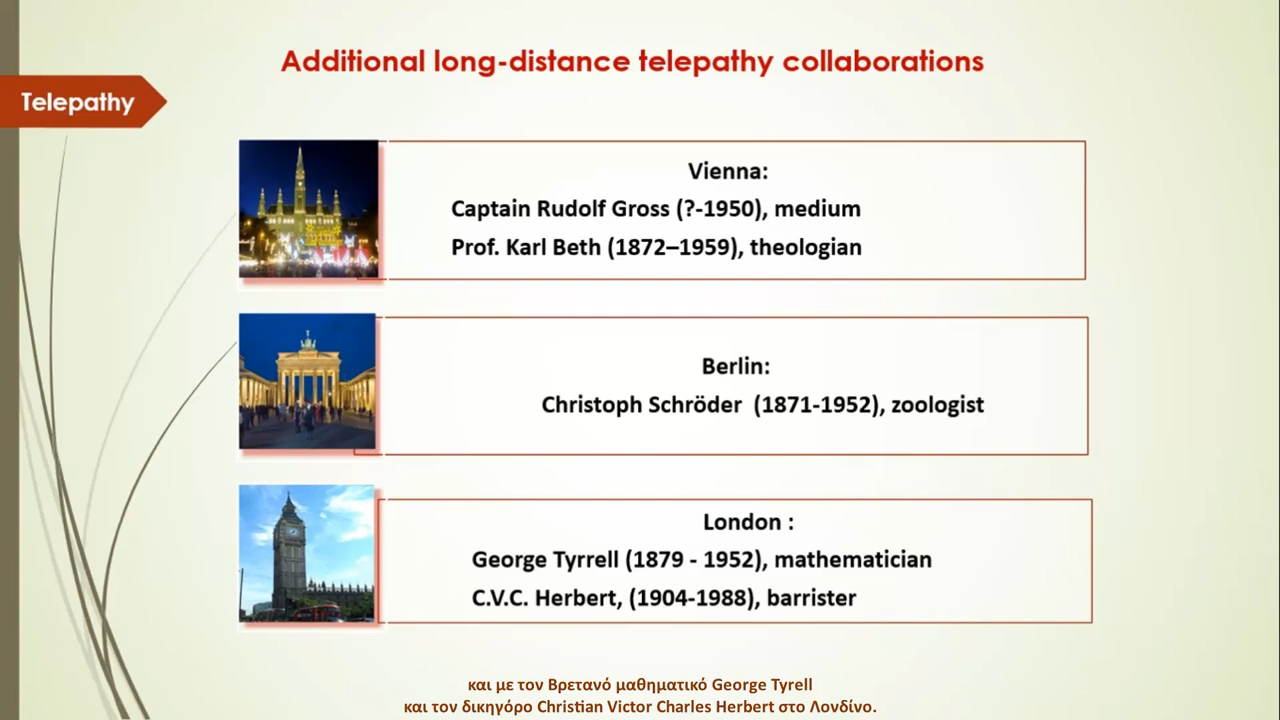 Additional long-distance telepathy collaborations
Telepathy
Vienna:
Captain Rudolf Gross (?-1950), medium
Prof. Karl Beth (1872–1959), theologian
Berlin:
Christoph Schröder (1871-1952), zoologist
London :
George Tyrrell (1879 - 1952), mathematician
C.V.C. Herbert, (1904-1988), barrister
και με τον Βρετανό μαθηματικό George Tyrell
και τον δικηγόρο Christian Victor Charles Herbert στο Λονδίνο.